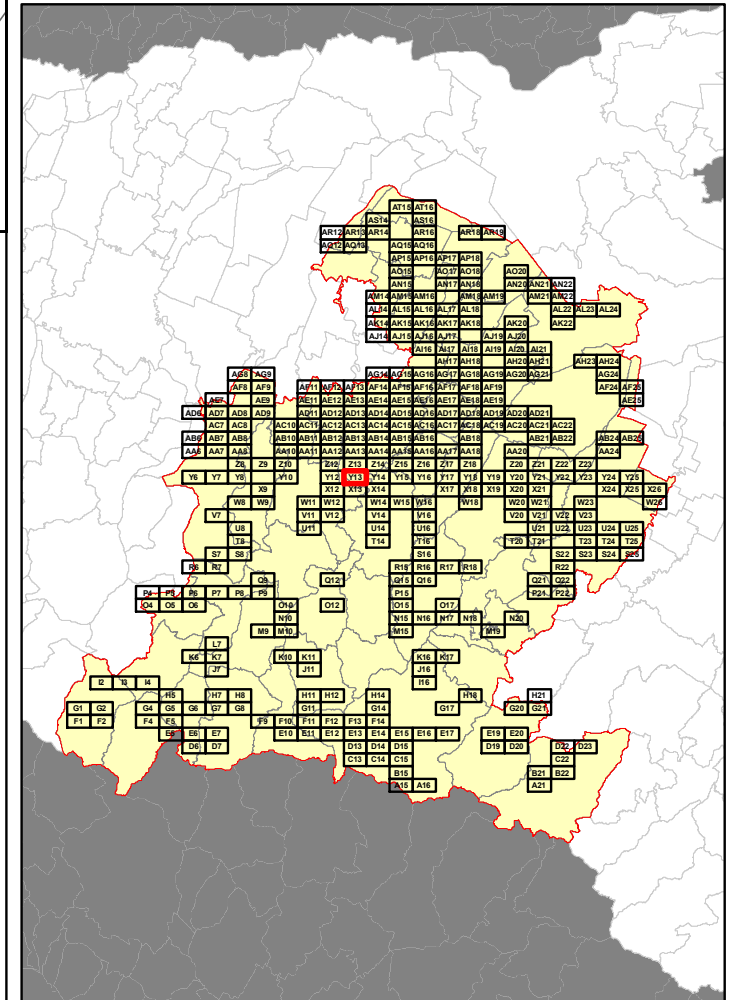 AT15 AT16
AS14 AS16
AR12 AR13 AR14 AR16 AR18 AR19
AQ12 AQ13 AQ15 AQ16
AP15 AP16 AP17 AP18
AO15 AO17 AO18 AO20
AN15 AN17 AN18 AN20 AN21 AN22
AM14 AM15 AM16 AM18 AM19 AM21 AM22
AL14 AL15 AL16 AL17 AL18 AL22 AL23 AL24
AK14 AK15 AK16 AK17 AK18 AK20 AK22
AJ14 AJ15 AJ16 AJ17 AJ19 AJ20
AI16 AI17 AI18 AI19 AI20 AI21
AH17 AH18 AH20 AH21 AH23 AH24
AG8 AG9 AG14 AG15 AG16 AG17 AG18 AG19 AG20 AG21 AG24
AF8 AF9 AF11 AF12 AF13 AF14 AF15 AF16 AF17 AF18 AF19 AF24 AF25
AE7 AE9 AE11 AE12 AE13 AE14 AE15 AE16 AE17 AE18 AE19 AE25
AD6 AD7 AD8 AD9 AD11 AD12 AD13 AD14 AD15 AD16 AD17 AD18 AD19 AD20 AD21
AC7 AC8 AC10 AC11 AC12 AC13 AC14 AC15 AC16 AC17 AC18 AC19 AC20 AC21 AC22
AB6 AB7 AB8 AB10 AB11 AB12 AB13 AB14 AB15 AB16 AB18 AB21 AB22 AB24 AB25
AA6 AA7 AA8 AA10 AA11 AA12 AA13 AA14 AA15 AA16 AA18 AA20 AA24
Z8 Z9 Z10 Z12 Z13 Z14 Z15 Z16 Z17 Z18 Z20 Z21 Z22 Z23
Y6 Y7 Y8 Y10 Y12 Y13 Y14 Y15 Y16 Y17 Y18 Y19 Y20 Y21 Y22 Y23 Y24 Y25
X9 X12 X13 X14 X17 X18 X19 X20 X21 X24 X25 X26
W8 W9 W11 W12 W14 W15 W16 W18 W20 W21 W23 W26
V7 V11 V12 V14 V16 V20 V21 V22 V23
U8 U11 U14 U16 U21 U22 U23 U24 U25
T8 T14 T16 T20 T21 T23 T24 T25
S7 S8 S16 S22 S23 S24 S25
R6 R7 R15 R16 R17 R18 R22
Q9 Q12 Q15 Q16 Q21 Q22
P4 P5 P6 P7 P8 P9 P15 P21 P22
O4 O5 O6 O10 O12 O15 O17
N10 N15 N16 N17 N18 N20
M9 M10 M15 M19
L7
K6 K7 K10 K11 K16 K17
J7 J11 J16
I2 I3 I4 I16
H5 H7 H8 H11 H12 H14 H18 H21
G1 G2 G4 G5 G6 G7 G8 G11 G14 G17 G20 G21
F1 F2 F4 F5 F9 F10 F11 F12 F13 F14
E5 E6 E7 E10 E11 E12 E13 E14 E15 E16 E17 E19 E20
D6 D7 D13 D14 D15 D19 D20 D22 D23
C13 C14 C15 C22
B15 B21 B22
A15 A16 A21